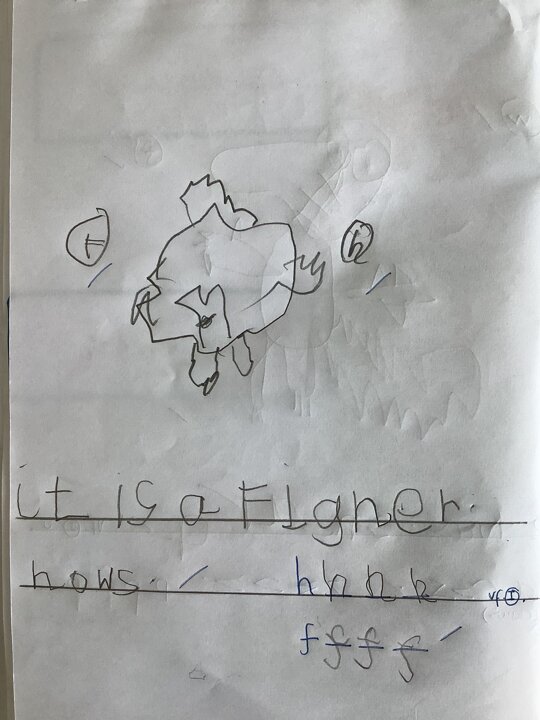 F h
it is a Figner.
hows. hhhk
ffff